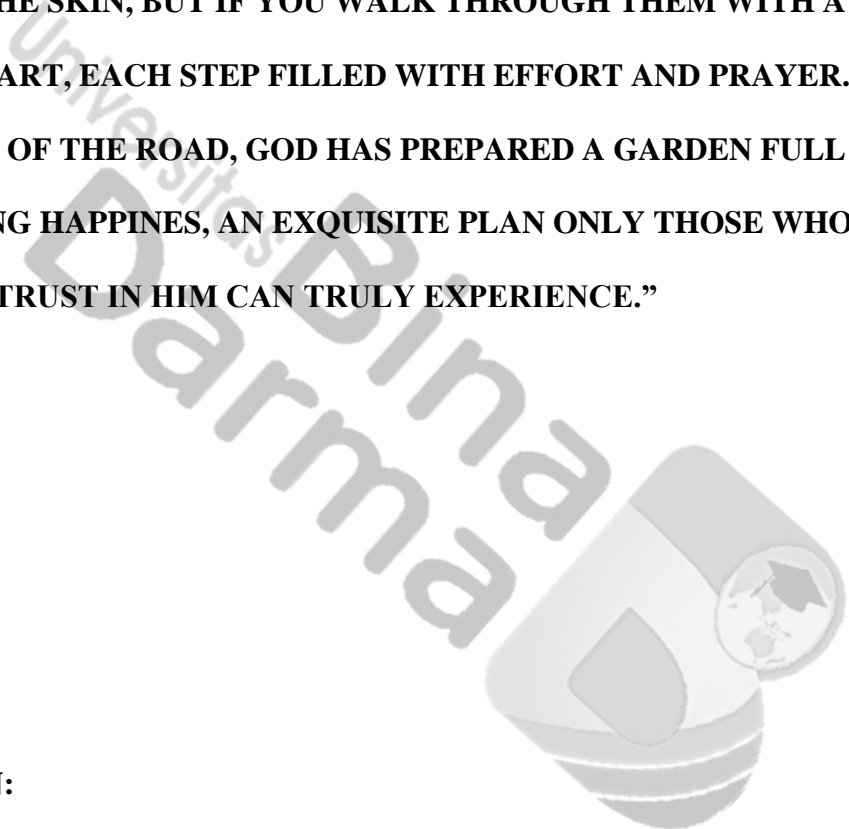 HE SKIN, BUT IF YOU WALK THROUGH THEM WITH A
ART, EACH STEP FILLED WITH EFFORT AND PRAYER.
OF THE ROAD, GOD HAS PREPARED A GARDEN FULL
NG HAPPINES, AN EXQUISITE PLAN ONLY THOSE WHO
TRUST IN HIM CAN TRULY EXPERIENCE.”
Universitas
Bina
Darma